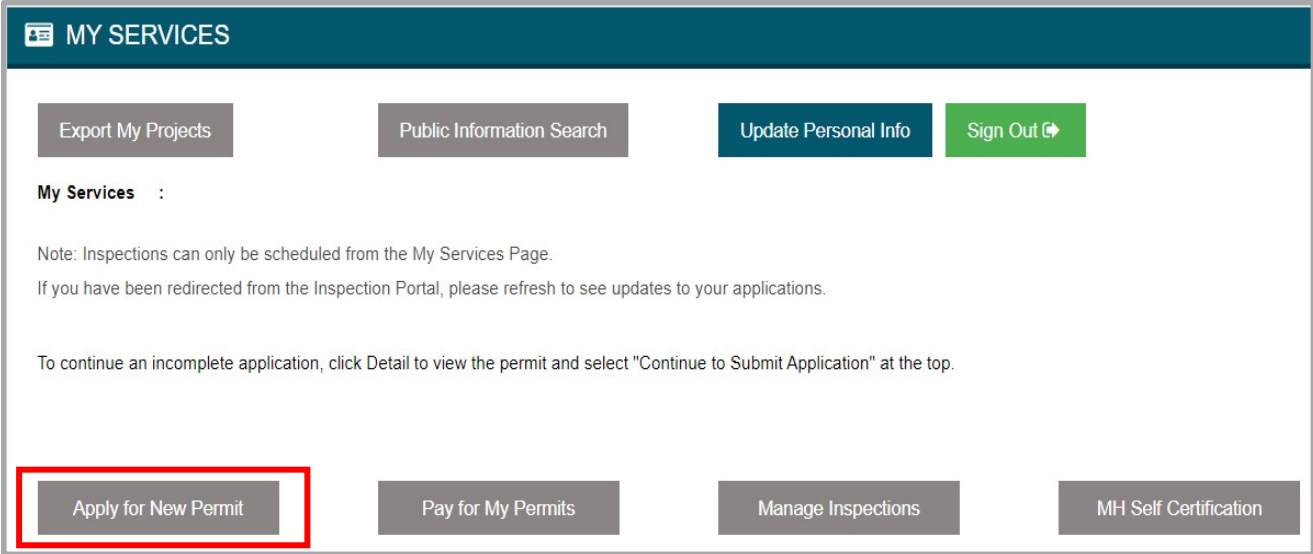 MY SERVICES
Export My Projects
Public Information Search
Update Personal Info
Sign Out
My Services :
Note: Inspections can only be scheduled from the My Services Page.
If you have been redirected from the Inspection Portal, please refresh to see updates to your applications.
To continue an incomplete application, click Detail to view the permit and select "Continue to Submit Application" at the top.
Apply for New Permit
Pay for My Permits
Manage Inspections
MH Self Certification